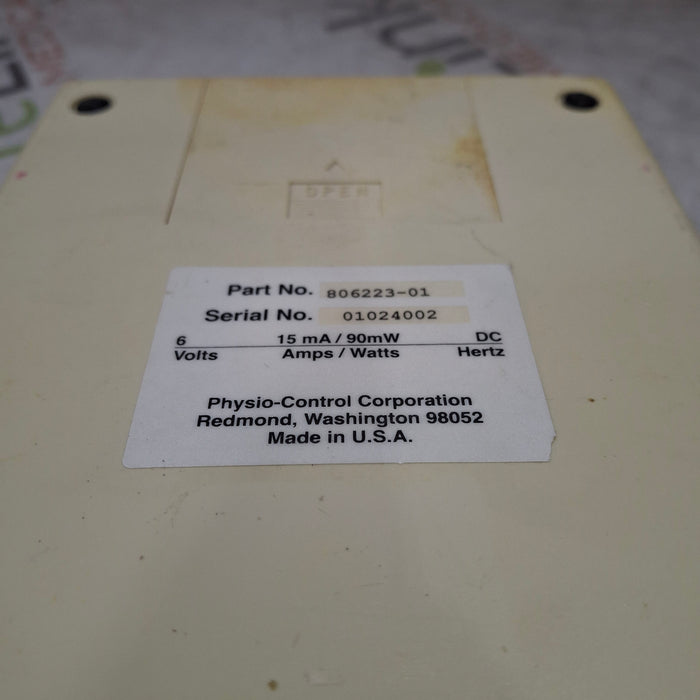 OPEN
Part No. 806223-01
Serial No. 01024002
6 15 mA / 90mW DC
Volts Amps / Watts Hertz
Physio-Control Corporation
Redmond, Washington 98052
Made in U.S.A.